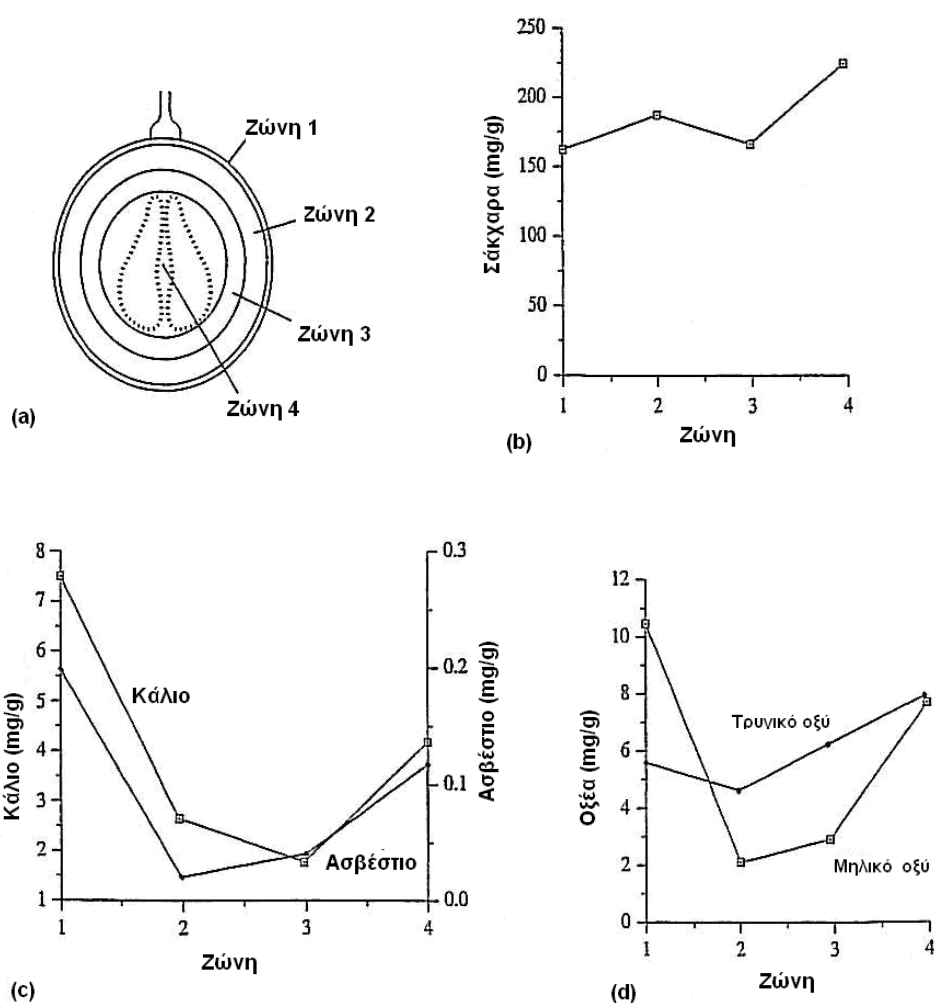 Ζώνη 1
Ζώνη 2
Ζώνη 3
Ζώνη 4
(a)
250
200
150
100
50
0
Σάκχαρα (mg/g)
1 2 3 4
Ζώνη
(b)
8
7
6
5
4
3
2
1
Κάλιο (mg/g)
Κάλιο
Ασβέστιο
0.3
0.2
0.1
0.0
Ασβέστιο (mg/g)
1 2 3 4
Ζώνη
(c)
12
10
8
6
4
2
0
Οξέα (mg/g)
Τρυγικό οξύ
Μηλικό οξύ
1 2 3 4
Ζώνη
(d)